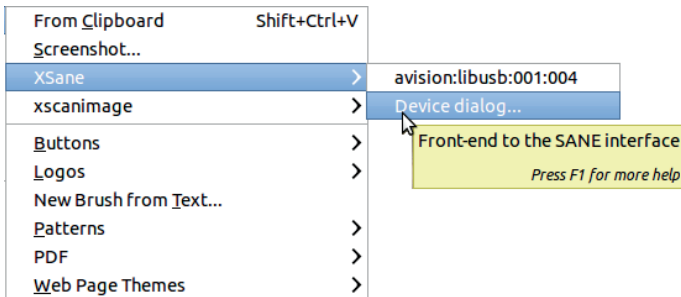 From Clipboard Shift+Ctrl+V
Screenshot...
XSane
avision:libusb:001:004
xscanimage
Device dialog...
Front-end to the SANE interface
Press F1 for more help
Buttons
Logos
New Brush from Text...
Patterns
PDF
Web Page Themes